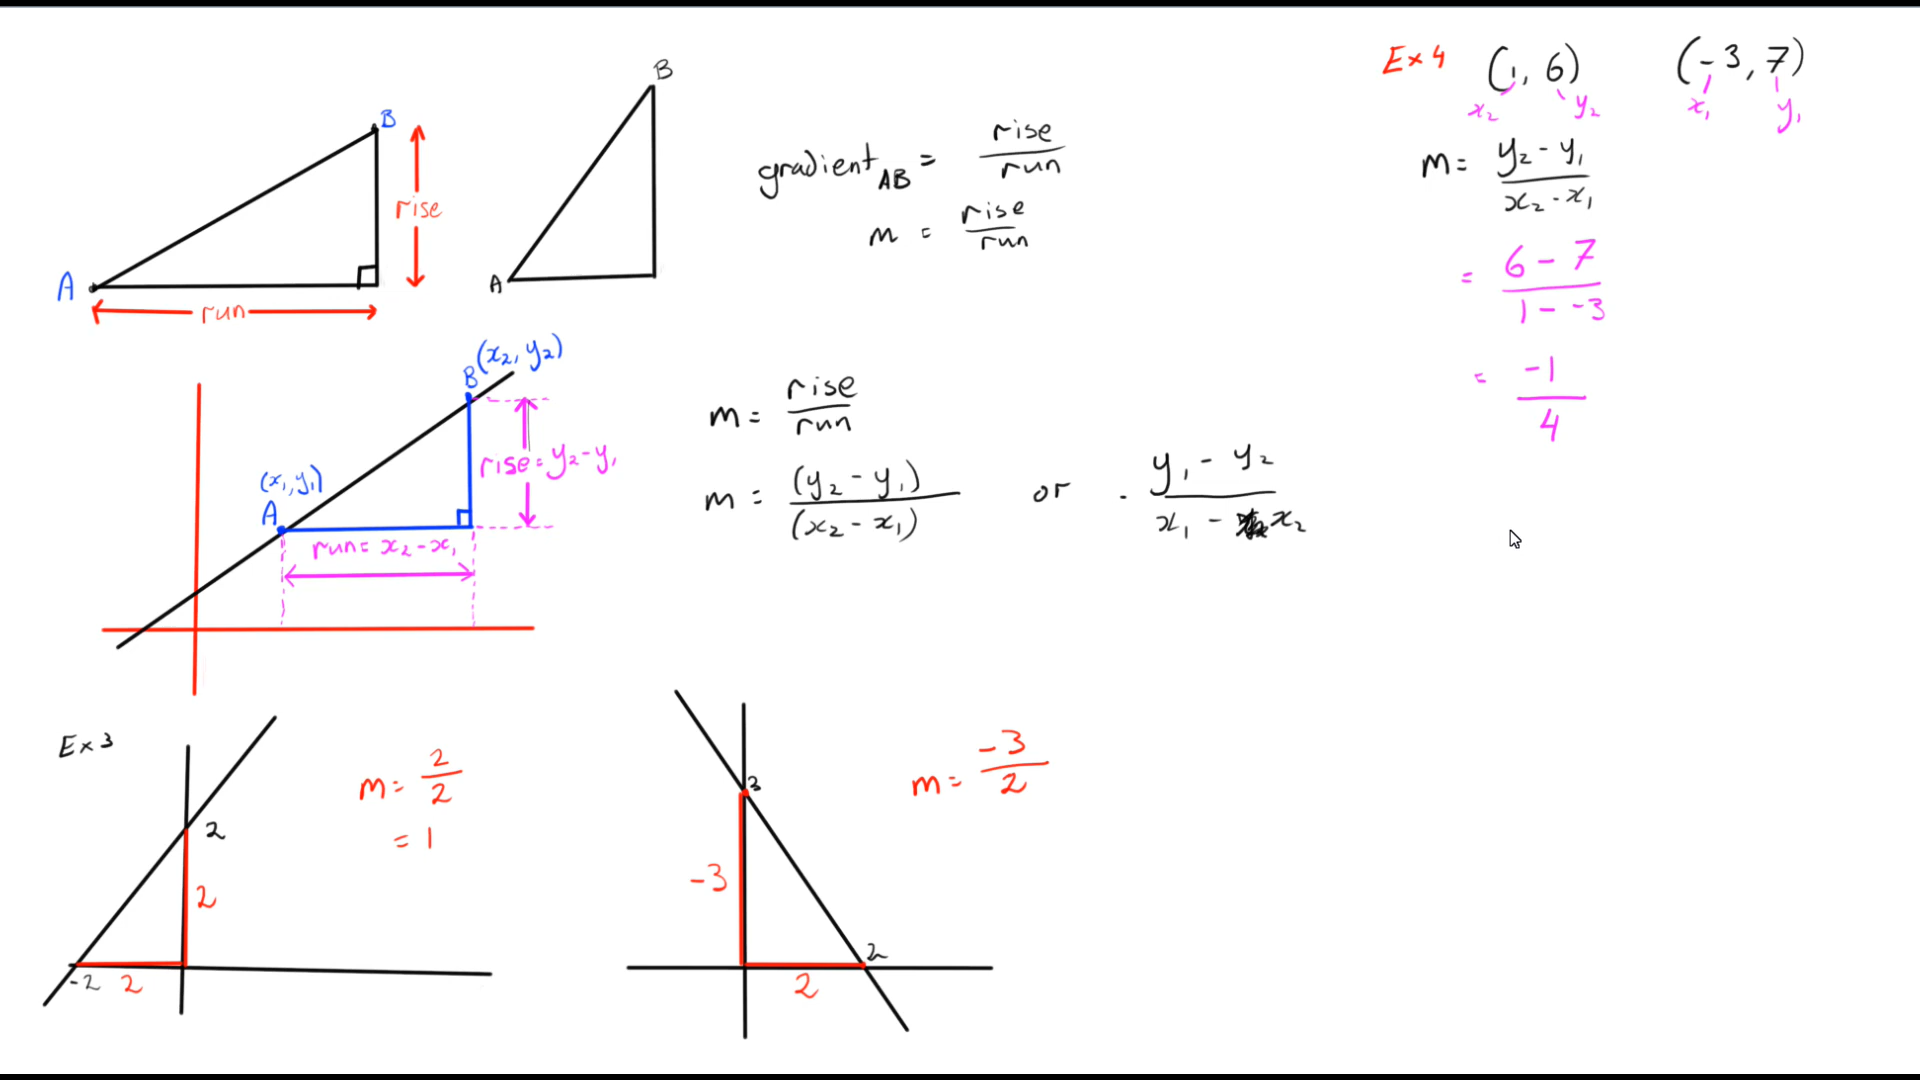 B
rise
A
run
B
A
gradient AB = rise / run
m = rise / run
Ex 4 (1, 6) (-3, 7)
x₂ y₂ x₁ y₁
m = y₂ - y₁ / x₂ - x₁
= 6 - 7 / 1 - -3
= -1 / 4
B (x₂, y₂)
rise = y₂ - y₁
(x₁, y₁)
A
run = x₂ - x₁
m = rise / run
m = (y₂ - y₁) / (x₂ - x₁) or y₁ - y₂ / x₁ - x₂
Ex 3
2
2
-2 2
m = 2 / 2
= 1
3
-3
2
2
m = -3 / 2